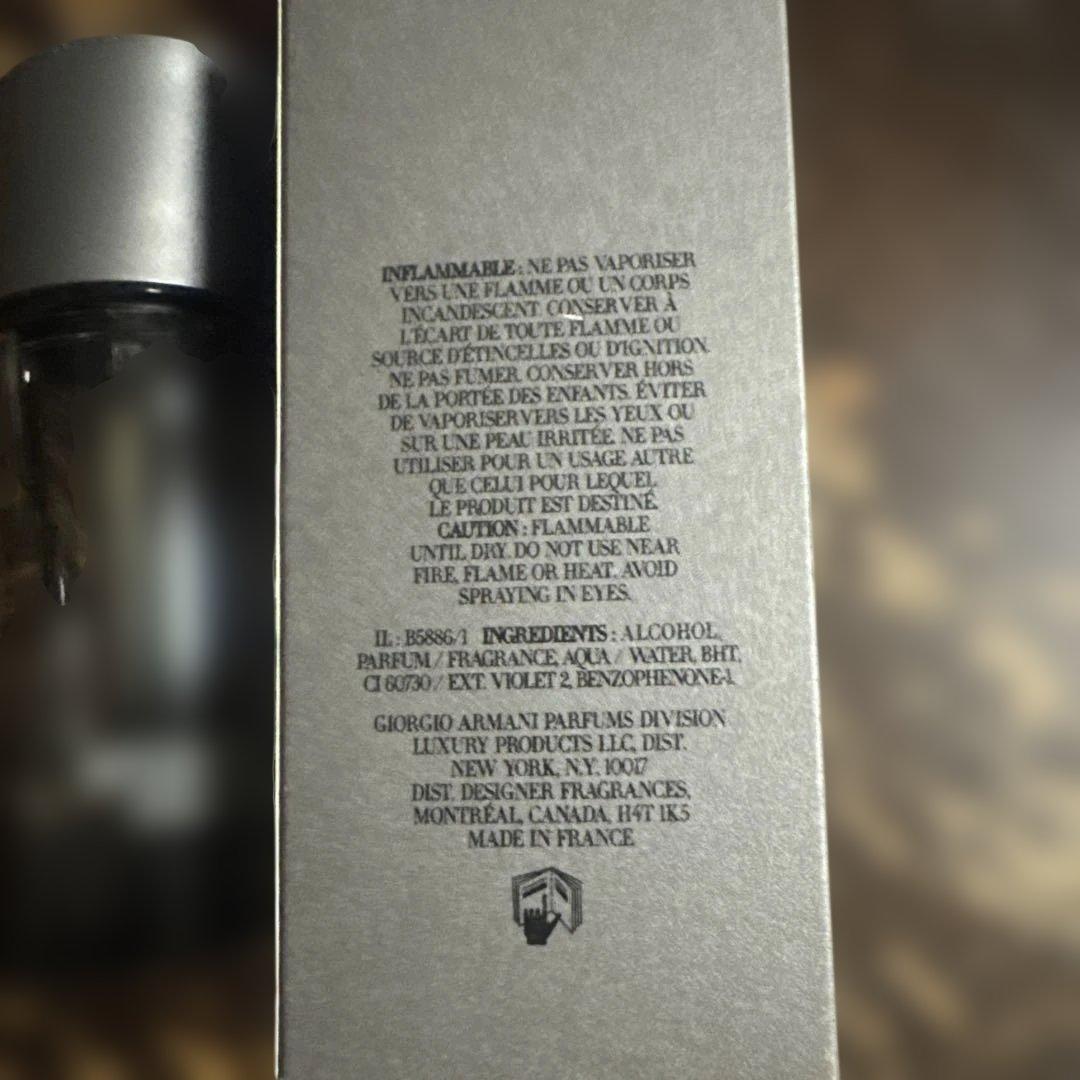 INFLAMMABLE : NE PAS VAPORISER
VERS UNE FLAMME OU UN CORPS
INCANDESCENT. CONSERVER À
L'ÉCART DE TOUTE FLAMME OU
SOURCE D'ÉTINCELLES OU D'IGNITION.
NE PAS FUMER. CONSERVER HORS
DE LA PORTÉE DES ENFANTS. ÉVITER
DE VAPORISER VERS LES YEUX OU
SUR UNE PEAU IRRITÉE. NE PAS
UTILISER POUR UN USAGE AUTRE
QUE CELUI POUR LEQUEL
LE PRODUIT EST DESTINÉ.
CAUTION : FLAMMABLE
UNTIL DRY. DO NOT USE NEAR
FIRE, FLAME OR HEAT. AVOID
SPRAYING IN EYES.
IL : B5886/1 INGREDIENTS : ALCOHOL,
PARFUM / FRAGRANCE, AQUA / WATER, BHT,
CI 60730 / EXT. VIOLET 2, BENZOPHENONE-1.
GIORGIO ARMANI PARFUMS DIVISION
LUXURY PRODUCTS LLC, DIST.
NEW YORK, N.Y. 10017
DIST. DESIGNER FRAGRANCES,
MONTRÉAL, CANADA, H4T 1K5
MADE IN FRANCE